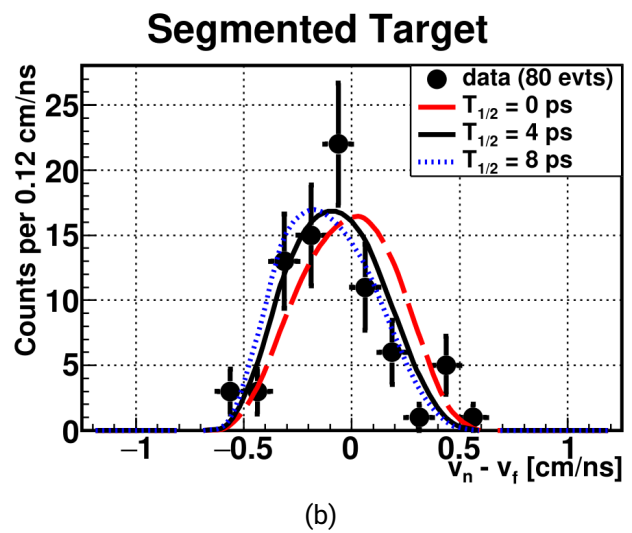 Segmented Target
Counts per 0.12 cm/ns
data (80 evts)
T1/2 = 0 ps
T1/2 = 4 ps
T1/2 = 8 ps
25
20
15
10
5
0
−1 −0.5 0 0.5 1
vn - vf [cm/ns]
(b)